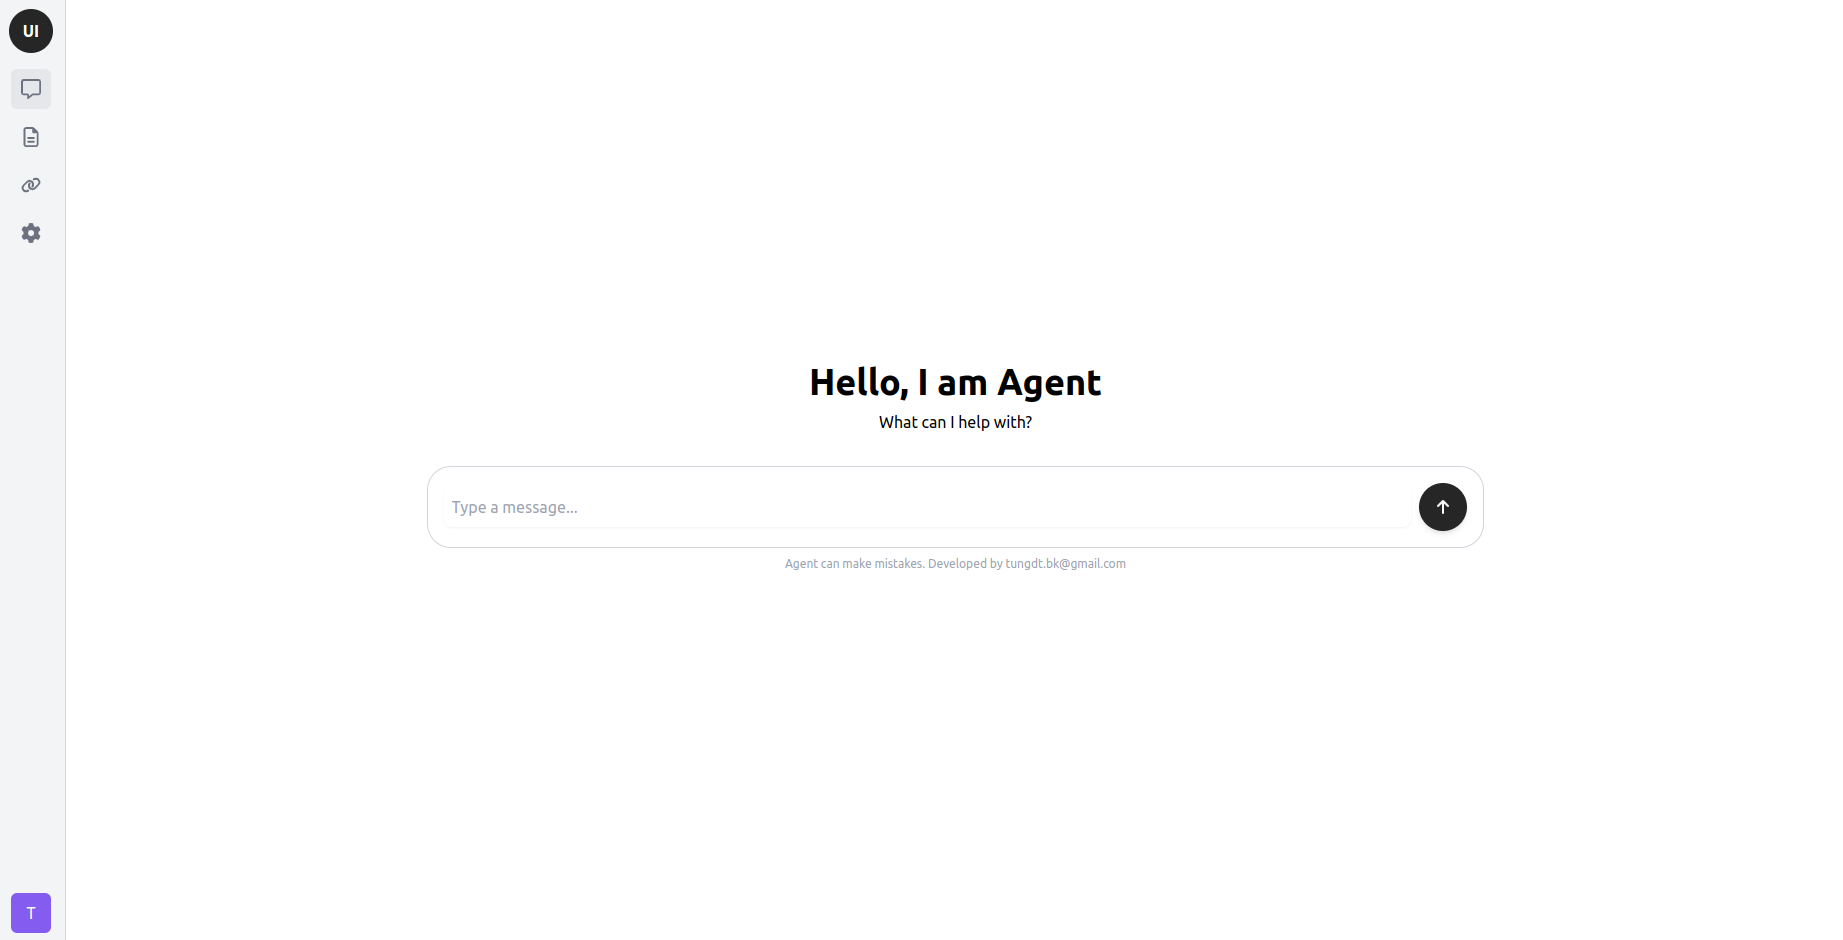 UI
Hello, I am Agent
What can I help with?
Type a message...
Agent can make mistakes. Developed by tungdt.bk@gmail.com
T